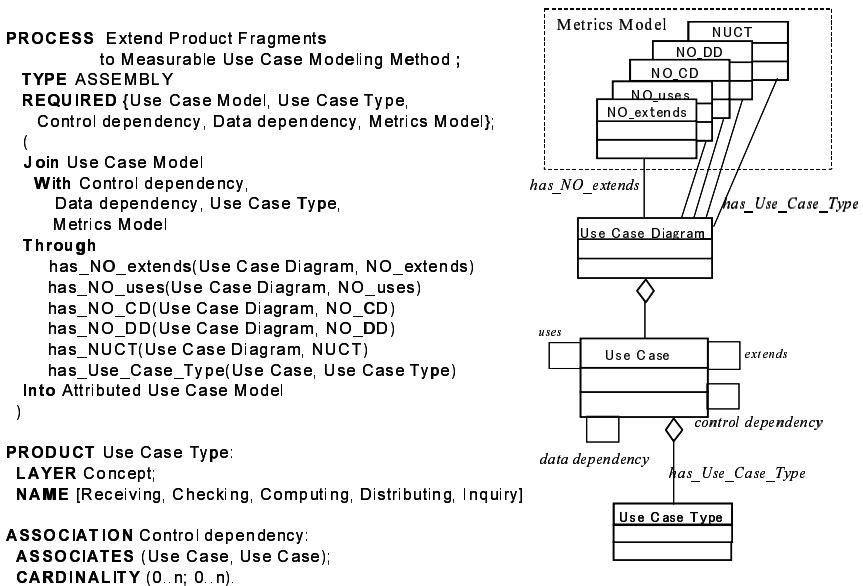 PROCESS Extend Product Fragments
to Measurable Use Case Modeling Method ;
TYPE ASSEMBLY
REQUIRED {Use Case Model, Use Case Type,
Control dependency, Data dependency, Metrics Model};
(
Join Use Case Model
With Control dependency,
Data dependency, Use Case Type,
Metrics Model
Through
has_NO_extends(Use Case Diagram, NO_extends)
has_NO_uses(Use Case Diagram, NO_uses)
has_NO_CD(Use Case Diagram, NO_CD)
has_NO_DD(Use Case Diagram, NO_DD)
has_NUCT(Use Case Diagram, NUCT)
has_Use_Case_Type(Use Case, Use Case Type)
Into Attributed Use Case Model
)
PRODUCT Use Case Type:
LAYER Concept;
NAME [Receiving, Checking, Computing, Distributing, Inquiry]
ASSOCIATION Control dependency:
ASSOCIATES (Use Case, Use Case);
CARDINALITY (0..n; 0..n).
Metrics Model
NUCT
NO_DD
NO_CD
NO_uses
NO_extends
has_NO_extends
has_Use_Case_Type
Use Case Diagram
uses
Use Case
extends
control dependency
data dependency
has_Use_Case_Type
Use Case Type